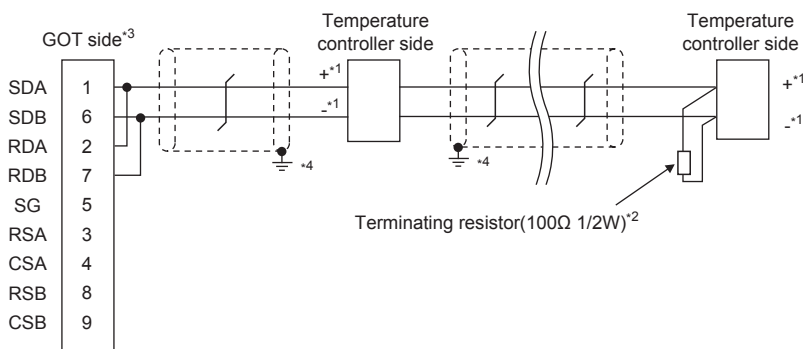 Temperature
controller side
Temperature
controller side
GOT side*3
SDA 1
SDB 6
RDA 2
RDB 7
SG 5
RSA 3
CSA 4
RSB 8
CSB 9
+*1
-*1
*4
*4
+*1
-*1
Terminating resistor(100Ω 1/2W)*2